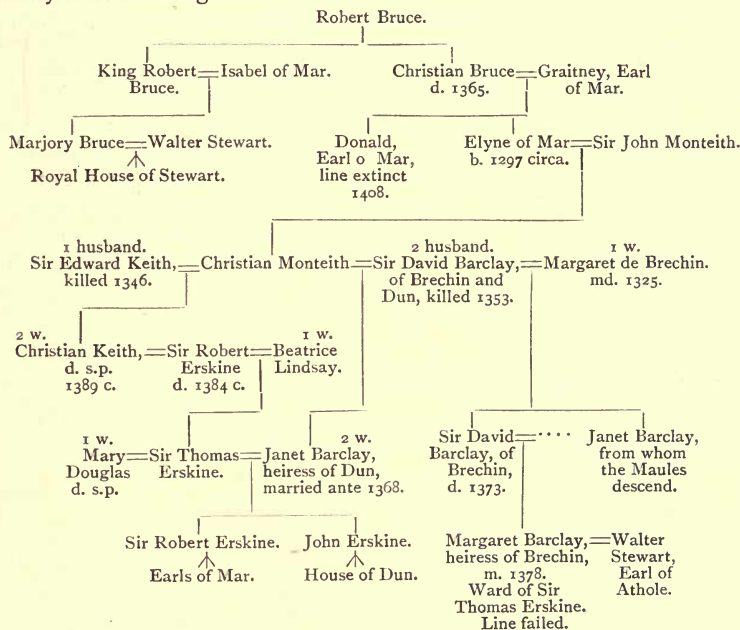 Robert Bruce.
King Robert=Isabel of Mar.
Bruce.
Christian Bruce=Graitney, Earl
d. 1365. of Mar.
Marjory Bruce=Walter Stewart.
Royal House of Stewart.
Donald,
Earl o Mar,
line extinct
1408.
Elyne of Mar=Sir John Monteith.
b. 1297 circa.
1 husband.
Sir Edward Keith,=Christian Monteith=Sir David Barclay,=Margaret de Brechin.
killed 1346.
2 husband.
of Brechin and
Dun, killed 1353.
1 w.
md. 1325.
2 w.
Christian Keith,=Sir Robert=Beatrice
d. s.p.
1389 c.
Erskine
d. 1384 c.
1 w.
Lindsay.
1 w.
Mary=Sir Thomas=Janet Barclay,
Douglas
d. s.p.
Erskine.
2 w.
heiress of Dun,
married ante 1368.
Sir David=····
Barclay, of
Brechin,
d. 1373.
Janet Barclay,
from whom
the Maules
descend.
Sir Robert Erskine.
Earls of Mar.
John Erskine.
House of Dun.
Margaret Barclay,=Walter
heiress of Brechin,
m. 1378.
Ward of Sir
Thomas Erskine.
Line failed.
Stewart,
Earl of
Athole.